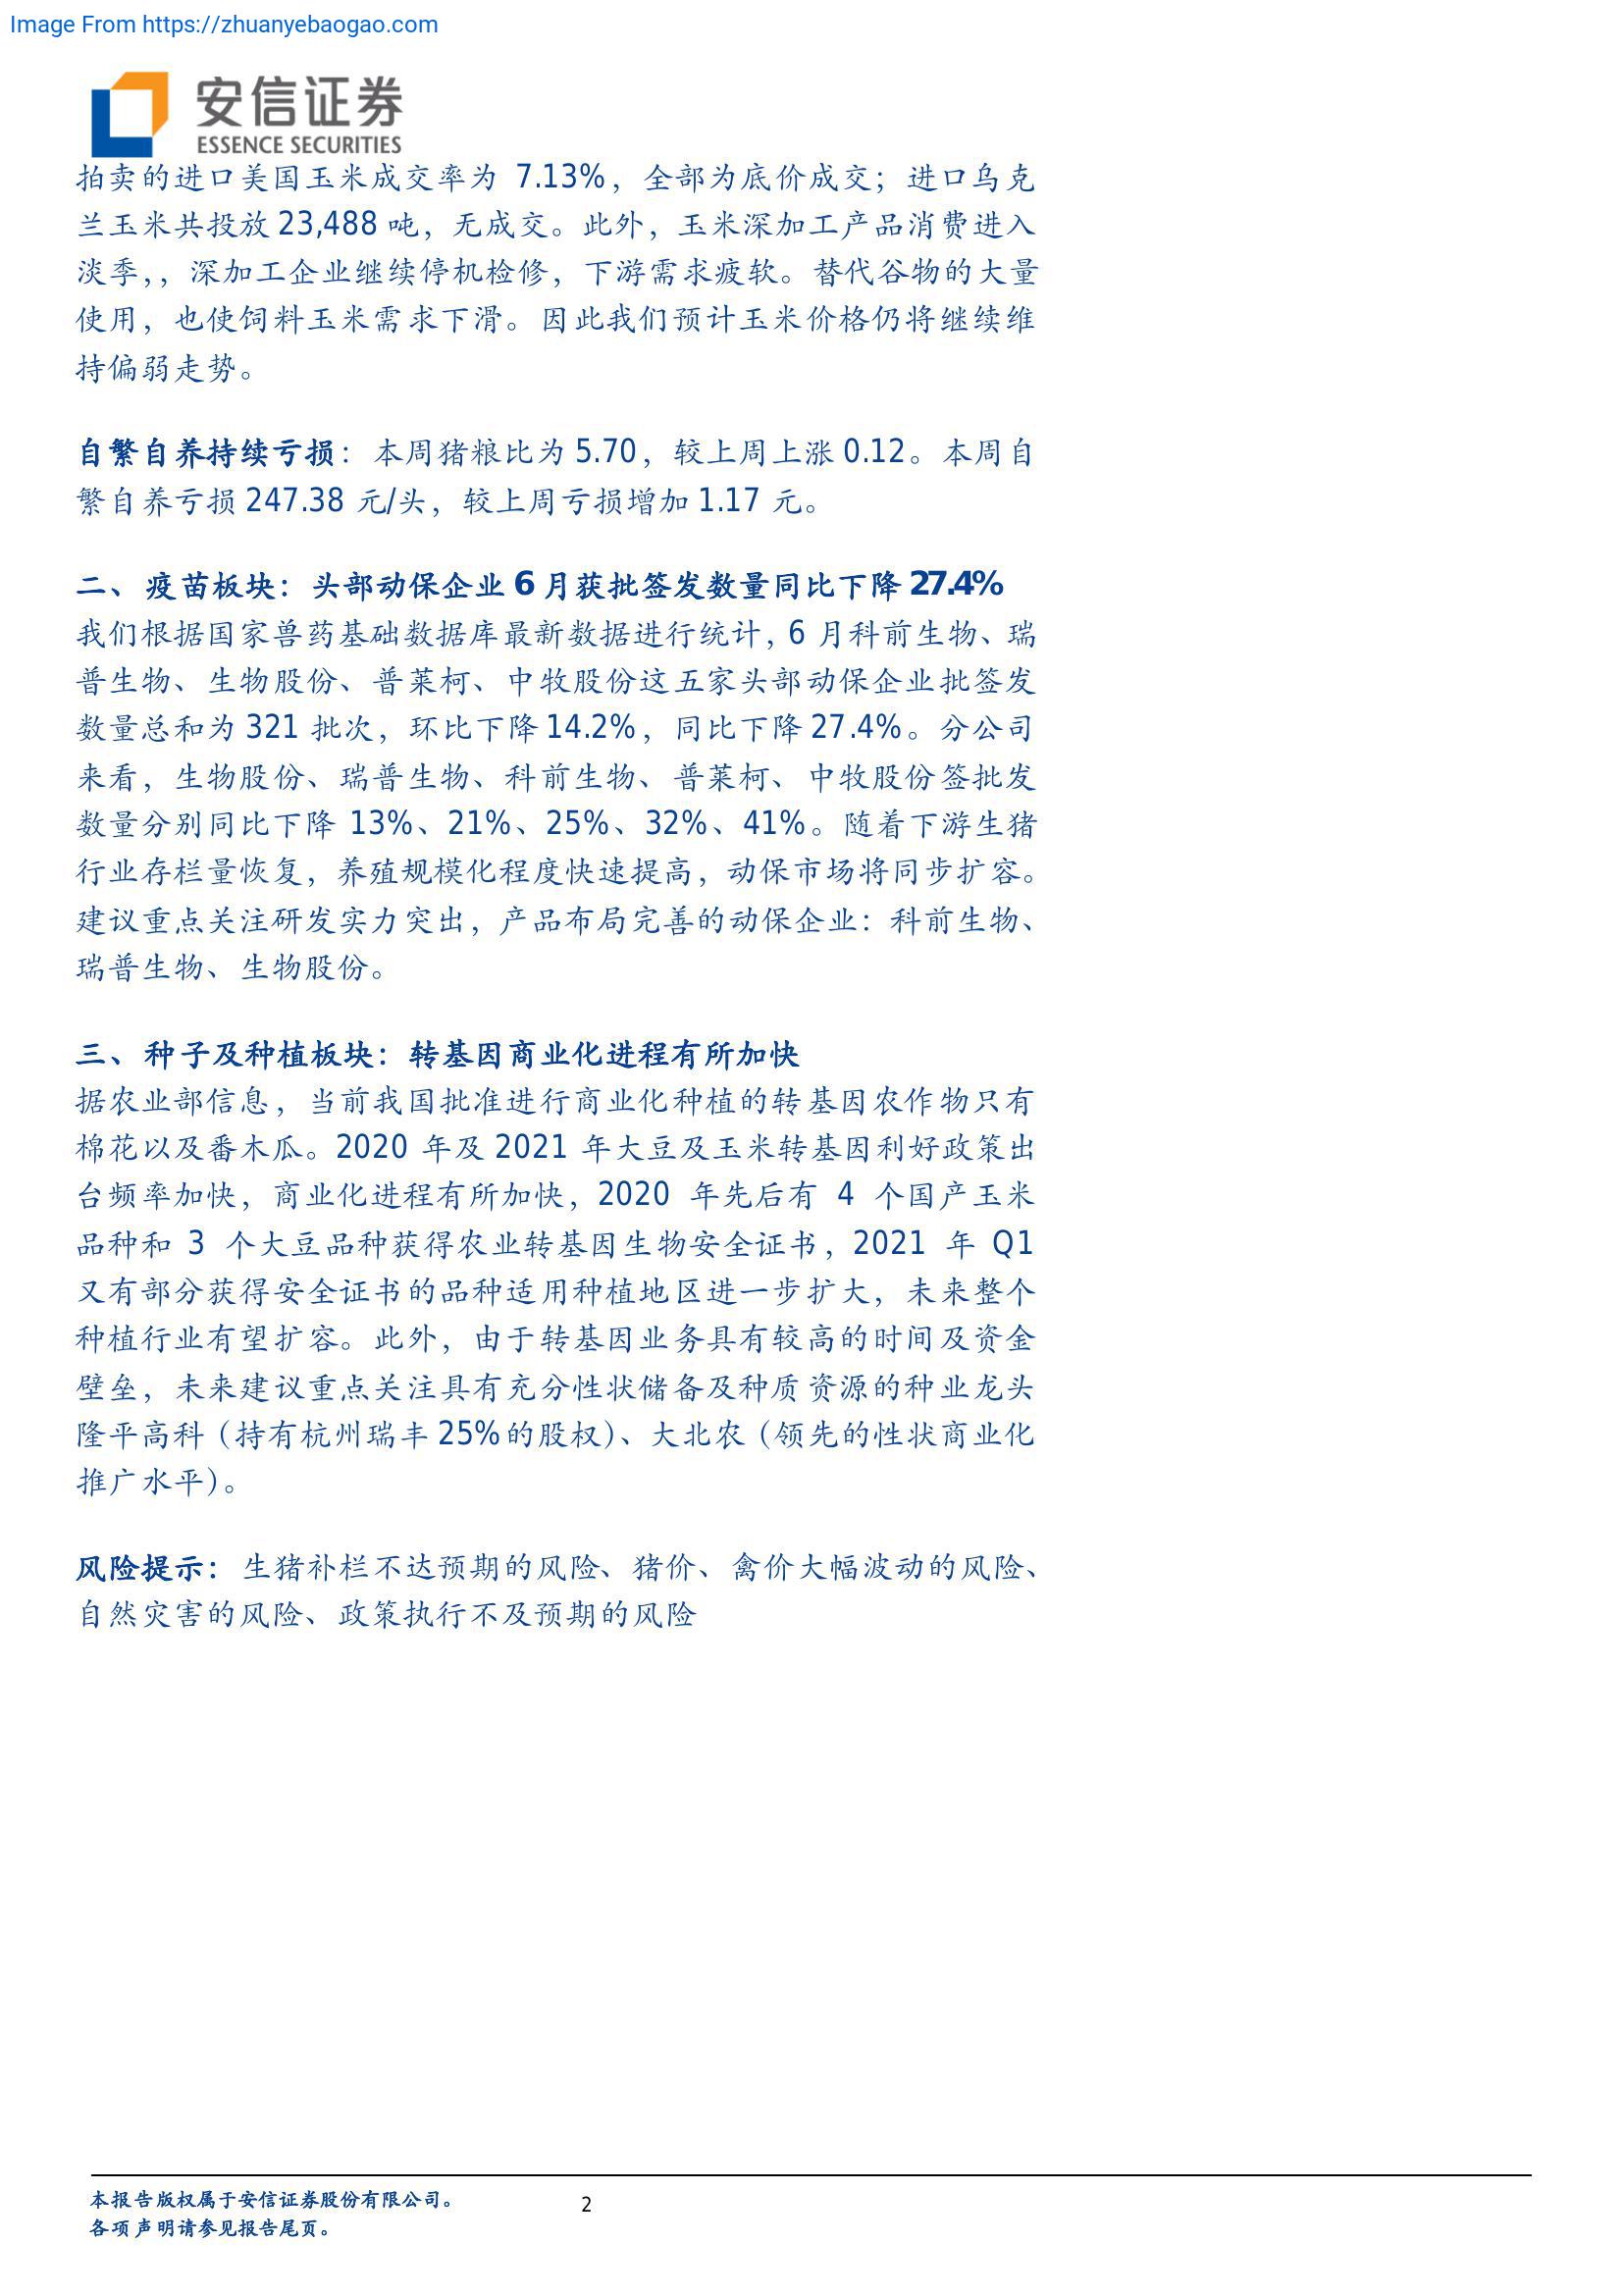 Image From https://zhuanyebaogao.com
安信证券
ESSENCE SECURITIES
拍卖的进口美国玉米成交率为 7.13%，全部为底价成交；进口乌克
兰玉米共投放 23,488 吨，无成交。此外，玉米深加工产品消费进入
淡季，，深加工企业继续停机检修，下游需求疲软。替代谷物的大量
使用，也使饲料玉米需求下滑。因此我们预计玉米价格仍将继续维
持偏弱走势。
自繁自养持续亏损：本周猪粮比为 5.70，较上周上涨 0.12。本周自
繁自养亏损 247.38 元/头，较上周亏损增加 1.17 元。
二、疫苗板块：头部动保企业 6 月获批签发数量同比下降 27.4%
我们根据国家兽药基础数据库最新数据进行统计，6 月科前生物、瑞
普生物、生物股份、普莱柯、中牧股份这五家头部动保企业批签发
数量总和为 321 批次，环比下降 14.2%，同比下降 27.4%。分公司
来看，生物股份、瑞普生物、科前生物、普莱柯、中牧股份签批发
数量分别同比下降 13%、21%、25%、32%、41%。随着下游生猪
行业存栏量恢复，养殖规模化程度快速提高，动保市场将同步扩容。
建议重点关注研发实力突出，产品布局完善的动保企业：科前生物、
瑞普生物、生物股份。
三、种子及种植板块：转基因商业化进程有所加快
据农业部信息，当前我国批准进行商业化种植的转基因农作物只有
棉花以及番木瓜。2020 年及 2021 年大豆及玉米转基因利好政策出
台频率加快，商业化进程有所加快，2020 年先后有 4 个国产玉米
品种和 3 个大豆品种获得农业转基因生物安全证书，2021 年 Q1
又有部分获得安全证书的品种适用种植地区进一步扩大，未来整个
种植行业有望扩容。此外，由于转基因业务具有较高的时间及资金
壁垒，未来建议重点关注具有充分性状储备及种质资源的种业龙头
隆平高科（持有杭州瑞丰 25%的股权）、大北农（领先的性状商业化
推广水平）。
风险提示：生猪补栏不达预期的风险、猪价、禽价大幅波动的风险、
自然灾害的风险、政策执行不及预期的风险
本报告版权属于安信证券股份有限公司。
2
各项声明请参见报告尾页。